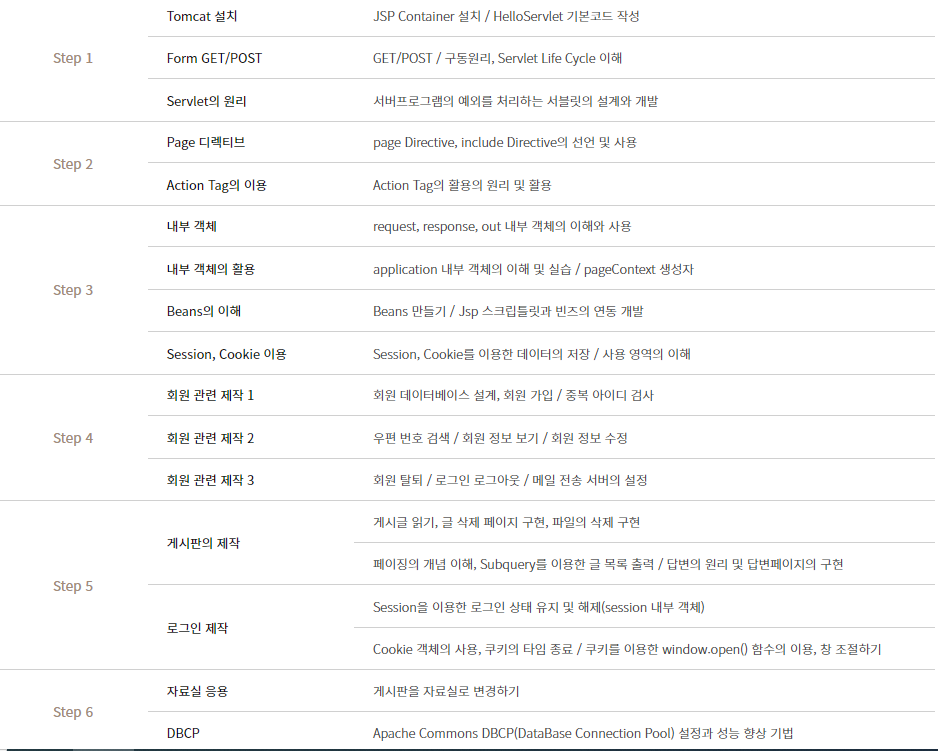 Tomcat 설치 JSP Container 설치 / HelloServlet 기본코드 작성
Step 1 Form GET/POST GET/POST / 구동원리, Servlet Life Cycle 이해
Servlet의 원리 서버프로그램의 예외를 처리하는 서블릿의 설계와 개발
Step 2
Page 디렉티브 page Directive, include Directive의 선언 및 사용
Action Tag의 이용 Action Tag의 활용의 원리 및 활용
Step 3
내부 객체 request, response, out 내부 객체의 이해와 사용
내부 객체의 활용 application 내부 객체의 이해 및 실습 / pageContext 생성자
Beans의 이해 Beans 만들기 / Jsp 스크립틀릿과 빈즈의 연동 개발
Session, Cookie 이용 Session, Cookie를 이용한 데이터의 저장 / 사용 영역의 이해
Step 4
회원 관련 제작 1 회원 데이터베이스 설계, 회원 가입 / 중복 아이디 검사
회원 관련 제작 2 우편 번호 검색 / 회원 정보 보기 / 회원 정보 수정
회원 관련 제작 3 회원 탈퇴 / 로그인 로그아웃 / 메일 전송 서버의 설정
Step 5
게시판의 제작
게시글 읽기, 글 삭제 페이지 구현, 파일의 삭제 구현
페이징의 개념 이해, Subquery를 이용한 글 목록 출력 / 답변의 원리 및 답변페이지의 구현
로그인 제작
Session을 이용한 로그인 상태 유지 및 해제(session 내부 객체)
Cookie 객체의 사용, 쿠키의 타임 종료 / 쿠키를 이용한 window.open() 함수의 이용, 창 조절하기
Step 6
자료실 응용 게시판을 자료실로 변경하기
DBCP Apache Commons DBCP(DataBase Connection Pool) 설정과 성능 향상 기법